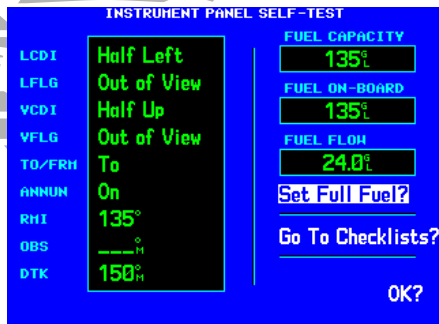 INSTRUMENT PANEL SELF-TEST
LCDI Half Left
LFLG Out of View
VCDI Half Up
VFLG Out of View
TO/FRM To
ANNUN On
RMI 135°
OBS ___°M
DTK 150°M
FUEL CAPACITY
135GL
FUEL ON-BOARD
135GL
FUEL FLOW
24.0GL
Set Full Fuel?
Go To Checklists?
OK?